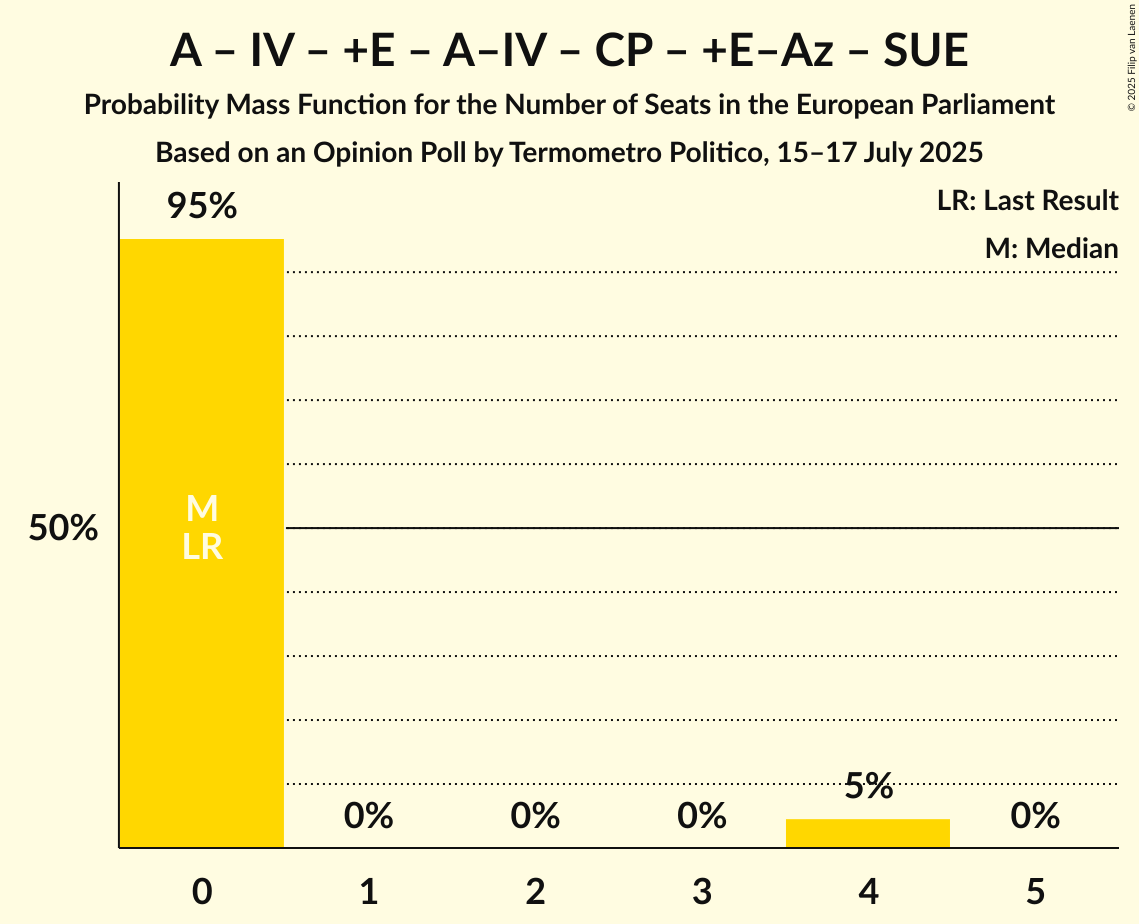 A – IV – +E – A–IV – CP – +E–Az – SUE
Probability Mass Function for the Number of Seats in the European Parliament
Based on an Opinion Poll by Termometro Politico, 15–17 July 2025
© 2025 Filip van Laenen
LR: Last Result
M: Median
95%
M
LR
50%
0%
0%
0%
5%
0%
0
1
2
3
4
5